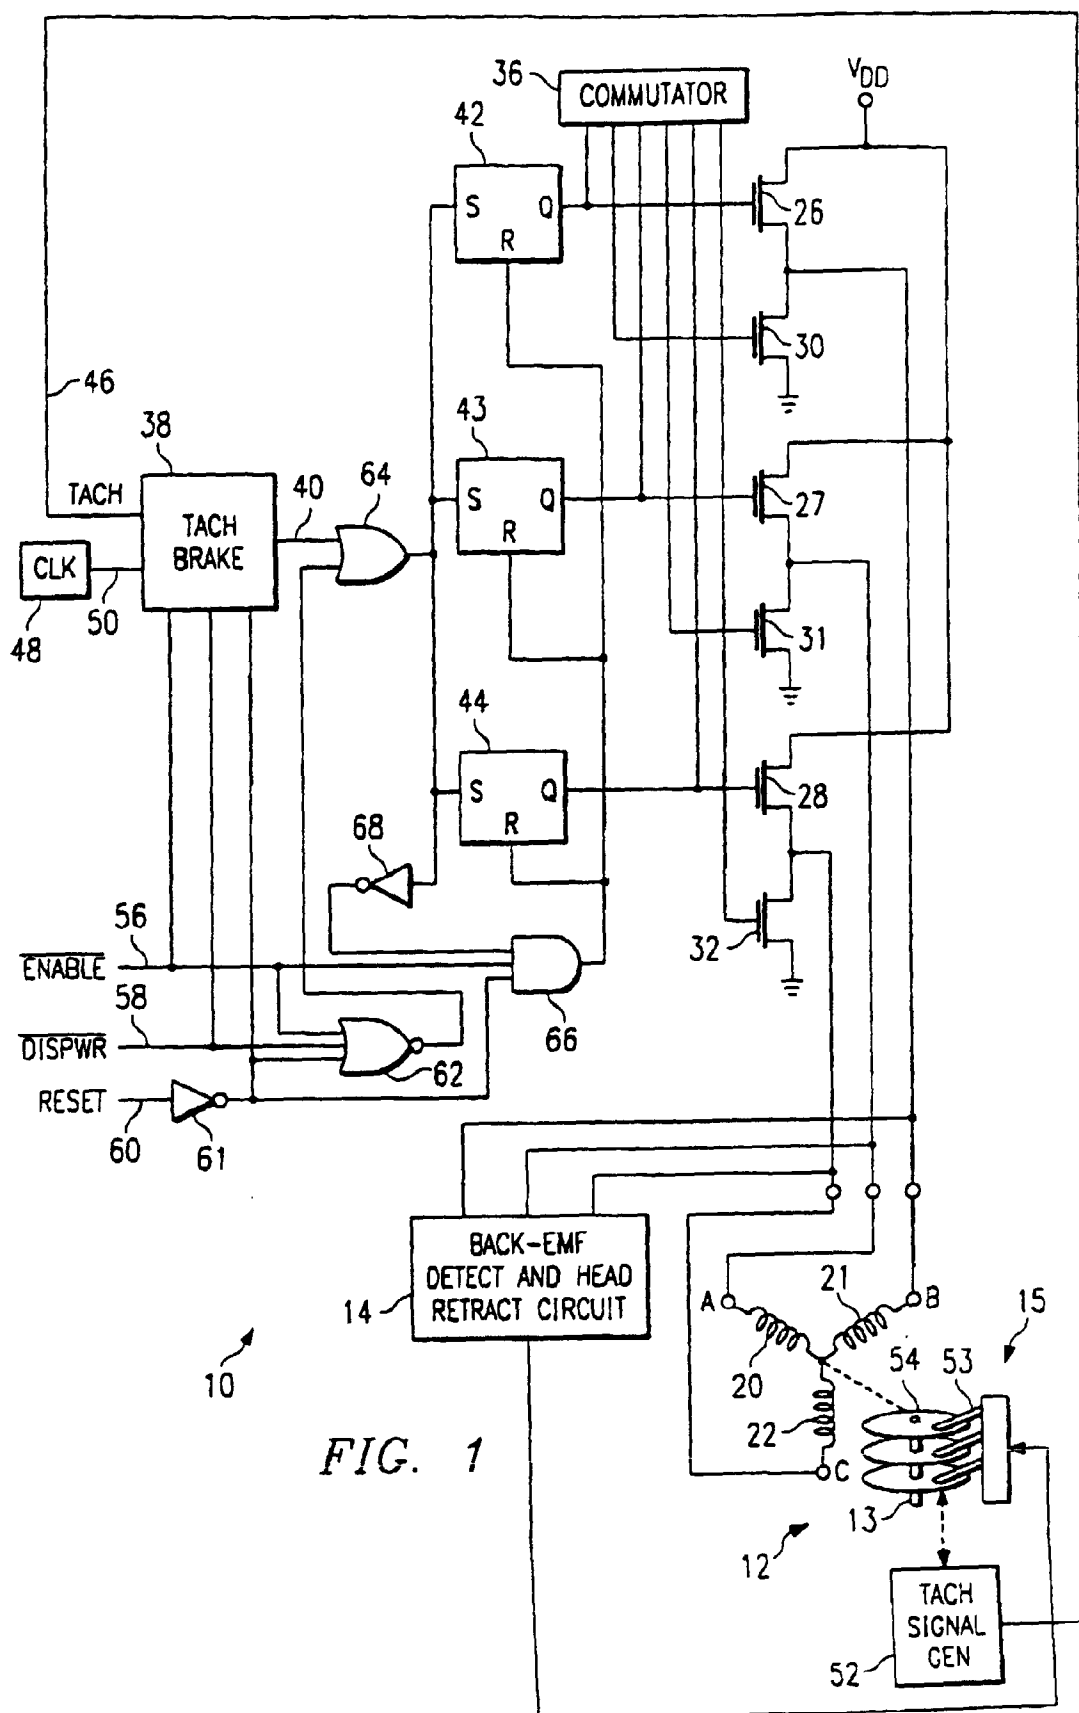 36
COMMUTATOR
VDD
42
S
Q
R
26
30
46
38
TACH
TACH
BRAKE
40
64
43
S
Q
R
27
CLK
50
48
31
44
S
Q
R
28
68
32
56
ENABLE
58
DISPWR
66
62
RESET
60
61
BACK-EMF
DETECT AND HEAD
RETRACT CIRCUIT
14
A
21
B
15
10
20
54
53
22
FIG. 1
C
13
12
TACH
SIGNAL
GEN
52